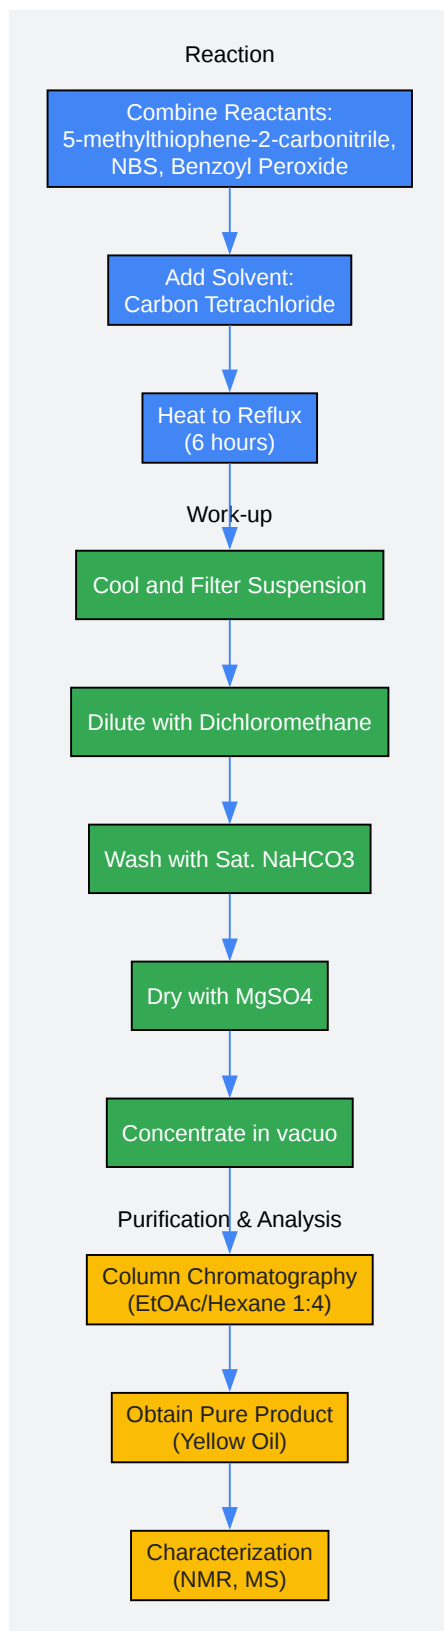 Reaction
Combine Reactants:
5-methylthiophene-2-carbonitrile,
NBS, Benzoyl Peroxide
Add Solvent:
Carbon Tetrachloride
Heat to Reflux
(6 hours)
Work-up
Cool and Filter Suspension
Dilute with Dichloromethane
Wash with Sat. NaHCO3
Dry with MgSO4
Concentrate in vacuo
Purification & Analysis
Column Chromatography
(EtOAc/Hexane 1:4)
Obtain Pure Product
(Yellow Oil)
Characterization
(NMR, MS)